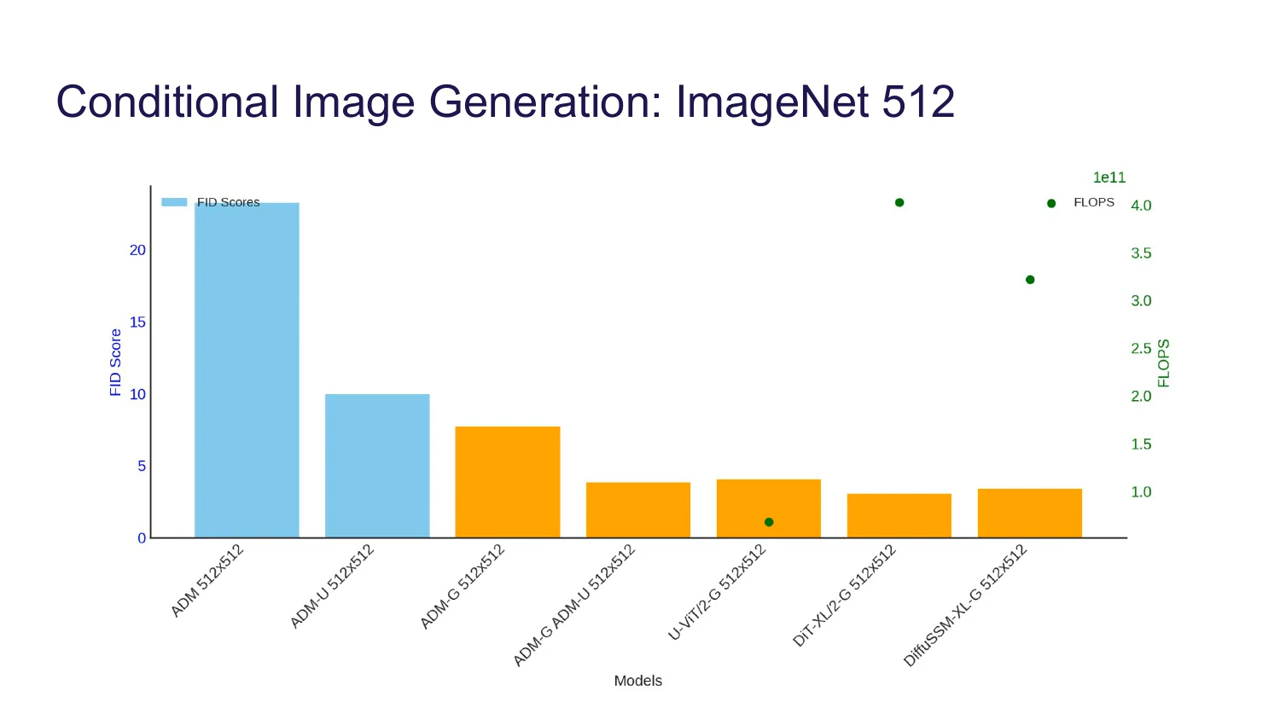 Conditional Image Generation: ImageNet 512
1e11
FID Scores
FLOPS
20
15
10
5
0
FID Score
4.0
3.5
3.0
2.5
2.0
1.5
1.0
FLOPS
ADM 512x512
ADM-U 512x512
ADM-G 512x512
ADM-G ADM-U 512x512
U-ViT/2-G 512x512
DiT-XL/2-G 512x512
DiffuSSM-XL-G 512x512
Models